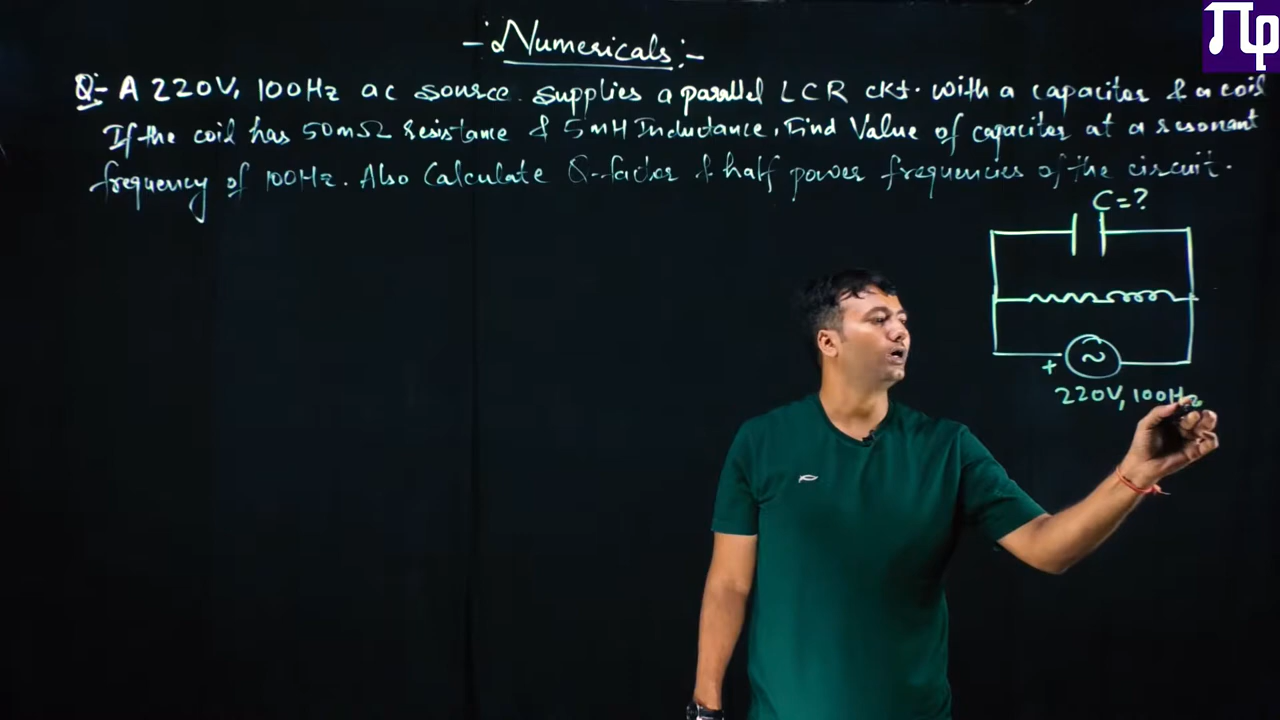 -:Numericals:-
Q:- A 220V, 100Hz ac source supplies a parallel LCR ckt. with a capacitor & a coil
If the coil has 50mΩ resistance & 5mH Inductance, Find Value of capacitor at a resonant
frequency of 100Hz. Also Calculate Q-factor & half power frequencies of the circuit.
C=?
+ ~
220V, 100Hz
πφ